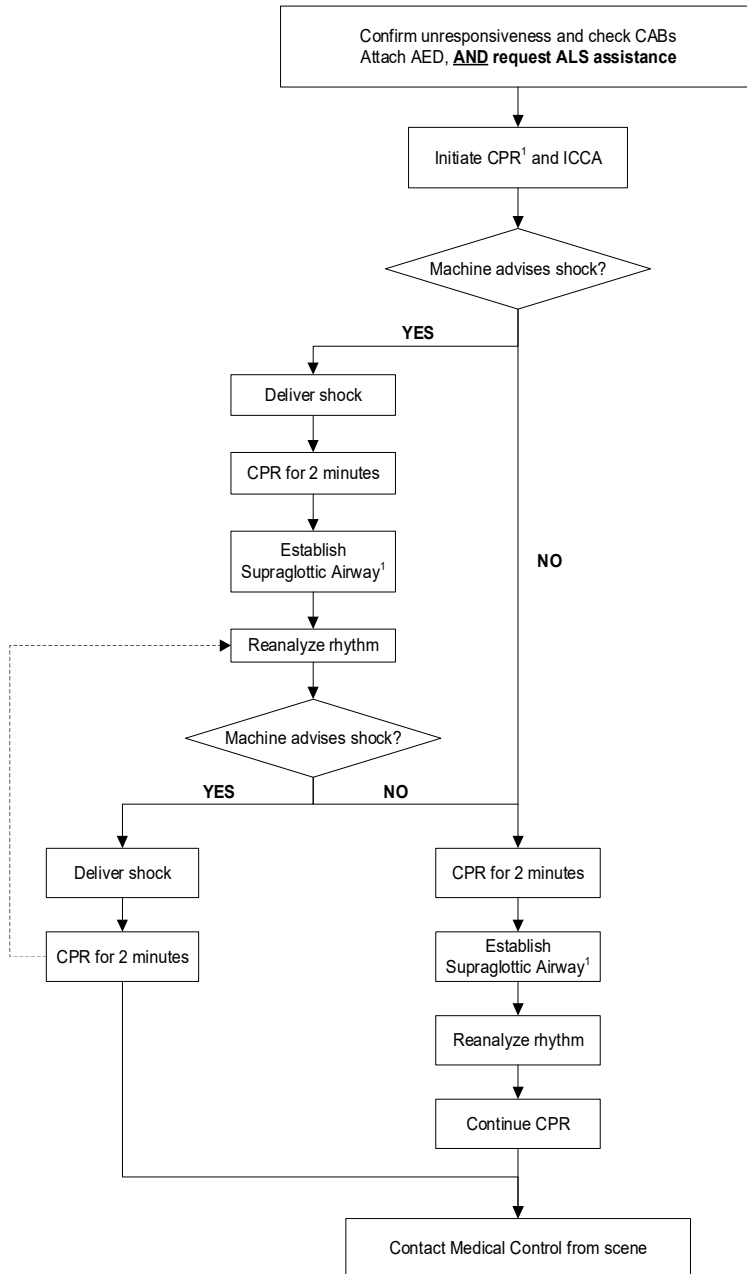 Confirm unresponsiveness and check CABs
Attach AED, AND request ALS assistance
Initiate CPR1 and ICCA
Machine advises shock?
YES
Deliver shock
CPR for 2 minutes
Establish
Supraglottic Airway1
NO
Reanalyze rhythm
Machine advises shock?
YES
NO
Deliver shock
CPR for 2 minutes
CPR for 2 minutes
Establish
Supraglottic Airway1
Reanalyze rhythm
Continue CPR
Contact Medical Control from scene